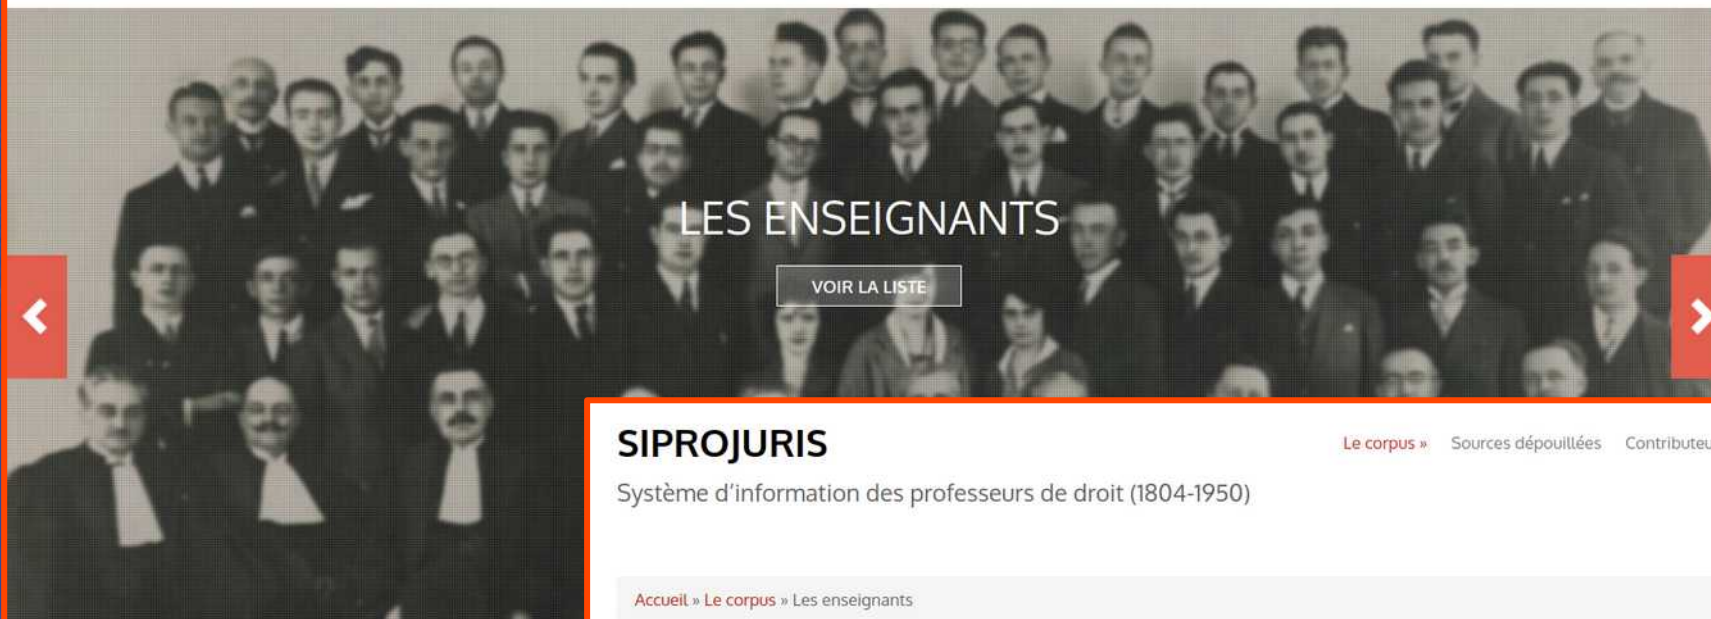 LES ENSEIGNANTS
VOIR LA LISTE
SIPROJURIS
Le corpus » Sources dépouillées Contributeu
Système d'information des professeurs de droit (1804-1950)
Accueil » Le corpus » Les enseignants